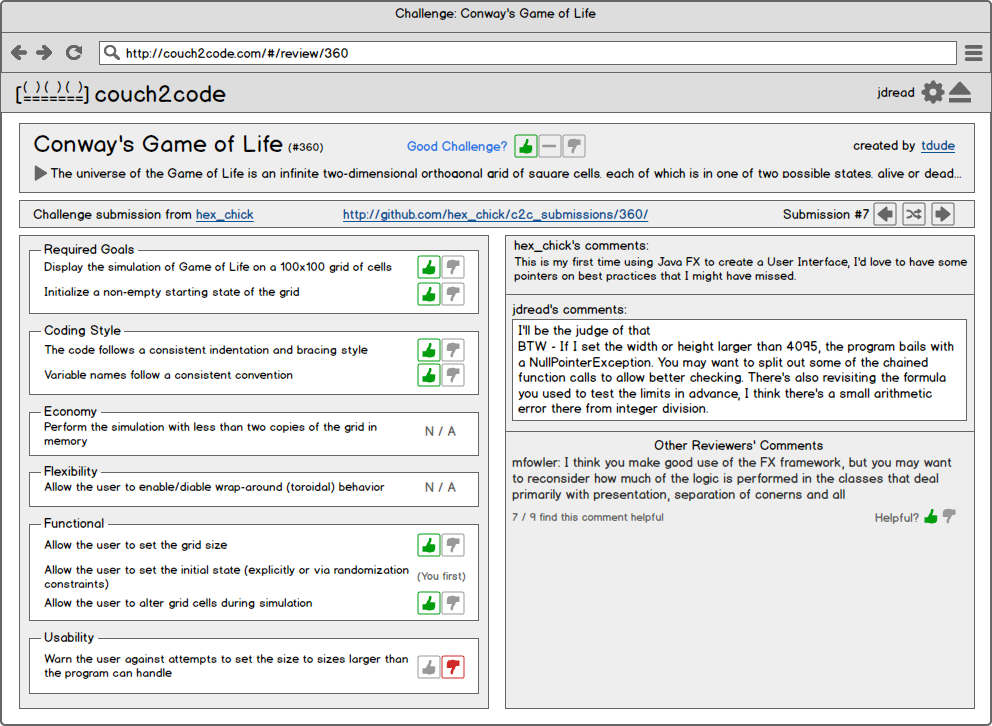 Challenge: Conway's Game of Life
http://couch2code.com/#/review/360
[( )( )( )=======] couch2code
jdread
Conway's Game of Life (#360)
Good Challenge?
created by tdude
The universe of the Game of Life is an infinite two-dimensional orthogonal grid of square cells, each of which is in one of two possible states, alive or dead...
Challenge submission from hex_chick
http://github.com/hex_chick/c2c_submissions/360/
Submission #7
Required Goals
Display the simulation of Game of Life on a 100x100 grid of cells
Initialize a non-empty starting state of the grid
Coding Style
The code follows a consistent indentation and bracing style
Variable names follow a consistent convention
Economy
Perform the simulation with less than two copies of the grid in
memory
N / A
Flexibility
Allow the user to enable/diable wrap-around (toroidal) behavior
N / A
Functional
Allow the user to set the grid size
Allow the user to set the initial state (explicitly or via randomization
constraints)
(You first)
Allow the user to alter grid cells during simulation
Usability
Warn the user against attempts to set the size to sizes larger than
the program can handle
hex_chick's comments:
This is my first time using Java FX to create a User Interface, I'd love to have some
pointers on best practices that I might have missed.
jdread's comments:
I'll be the judge of that
BTW - If I set the width or height larger than 4095, the program bails with
a NullPointerException. You may want to split out some of the chained
function calls to allow better checking. There's also revisiting the formula
you used to test the limits in advance, I think there's a small arithmetic
error there from integer division.
Other Reviewers' Comments
mfowler: I think you make good use of the FX framework, but you may want
to reconsider how much of the logic is performed in the classes that deal
primarily with presentation, separation of conerns and all
7 / 9 find this comment helpful
Helpful?